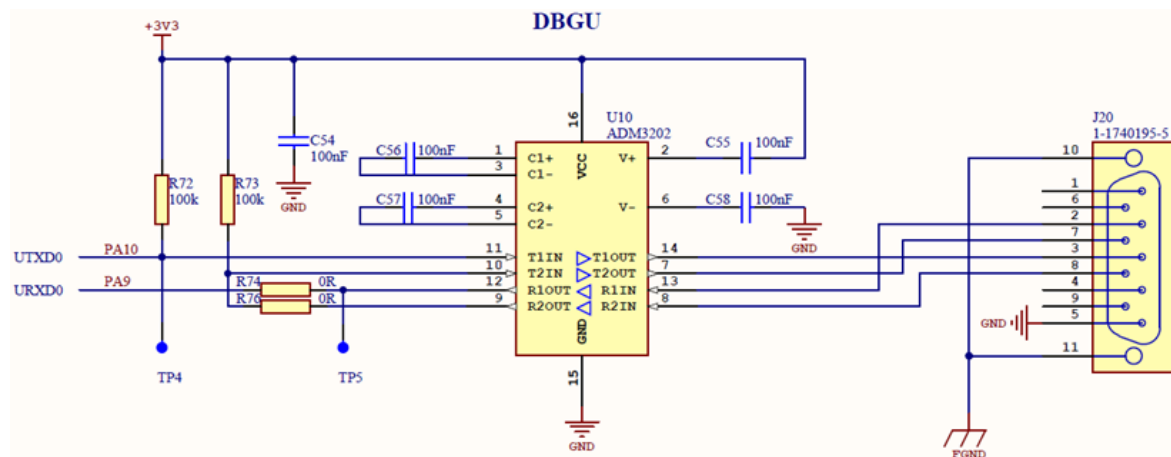 DBGU
+3V3
U10
ADM3202
J20
1-1740195-5
C54
100nF
C56 100nF
C57 100nF
C55 100nF
C58 100nF
R72
100k
R73
100k
GND
16
VCC
1 C1+
3 C1-
4 C2+
5 C2-
V+ 2
V- 6
GND
UTXD0 PA10
URXD0 PA9
R74 0R
R76 0R
11 T1IN T1OUT 14
10 T2IN T2OUT 7
12 R1OUT R1IN 13
9 R2OUT R2IN 8
GND
15
GND
TP4
TP5
10
1
6
2
7
3
8
4
9
GND 5
11
FGND